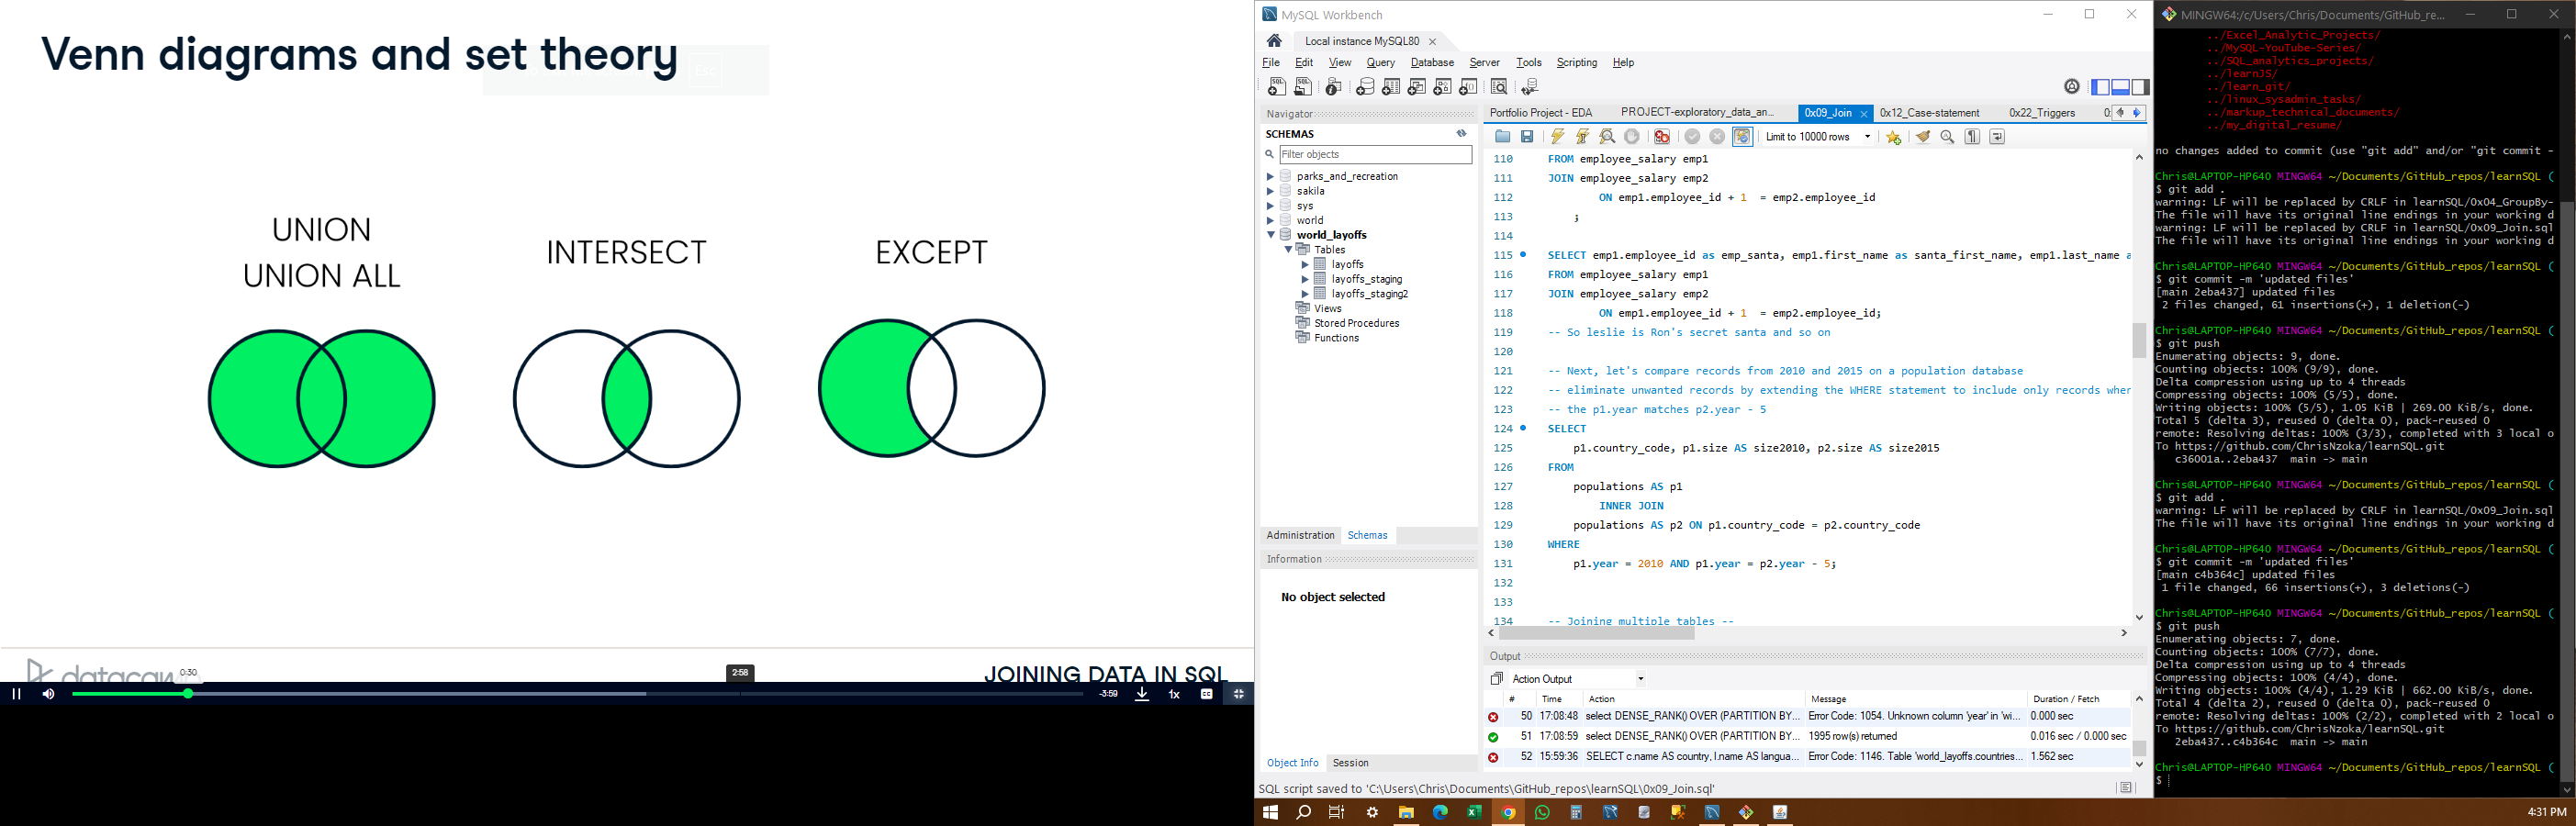 Venn diagrams and set theory
UNION
UNION ALL
INTERSECT
EXCEPT
datacam
JOINING DATA IN SQL
0:30
2:58
-3:59
1x
CC
MySQL Workbench
Local instance MySQL80
File Edit View Query Database Server Tools Scripting Help
Navigator
SCHEMAS
Filter objects
parks_and_recreation
sakila
sys
world
world_layoffs
Tables
layoffs
layoffs_staging
layoffs_staging2
Views
Stored Procedures
Functions
Administration Schemas
Information
No object selected
Object Info Session
Portfolio Project - EDA PROJECT-exploratory_data_an... 0x09_Join 0x12_Case-statement 0x22_Triggers
Limit to 10000 rows
110 FROM employee_salary emp1
111 JOIN employee_salary emp2
112 ON emp1.employee_id + 1 = emp2.employee_id
113 ;
114
115 SELECT emp1.employee_id as emp_santa, emp1.first_name as santa_first_name, emp1.last_name a
116 FROM employee_salary emp1
117 JOIN employee_salary emp2
118 ON emp1.employee_id + 1 = emp2.employee_id;
119 -- So leslie is Ron's secret santa and so on
120
121 -- Next, let's compare records from 2010 and 2015 on a population database
122 -- eliminate unwanted records by extending the WHERE statement to include only records wher
123 -- the p1.year matches p2.year - 5
124 SELECT
125 p1.country_code, p1.size AS size2010, p2.size AS size2015
126 FROM
127 populations AS p1
128 INNER JOIN
129 populations AS p2 ON p1.country_code = p2.country_code
130 WHERE
131 p1.year = 2010 AND p1.year = p2.year - 5;
132
133
134 -- Joining multiple tables --
Output
Action Output
# Time Action Message Duration / Fetch
50 17:08:48 select DENSE_RANK() OVER (PARTITION BY... Error Code: 1054. Unknown column 'year' in 'wi... 0.000 sec
51 17:08:59 select DENSE_RANK() OVER (PARTITION BY... 1995 row(s) returned 0.016 sec / 0.000 sec
52 15:59:36 SELECT c.name AS country, l.name AS langua... Error Code: 1146. Table 'world_layoffs.countries... 1.562 sec
SQL script saved to 'C:\Users\Chris\Documents\GitHub_repos\learnSQL\0x09_Join.sql'
MINGW64:/c/Users/Chris/Documents/GitHub_re...
../Excel_Analytic_Projects/
../MySQL-YouTube-Series/
../SQL_analytics_projects/
../learnJS/
../learn_git/
../linux_sysadmin_tasks/
../markup_technical_documents/
../my_digital_resume/
no changes added to commit (use "git add" and/or "git commit -
Chris@LAPTOP-HP640 MINGW64 ~/Documents/GitHub_repos/learnSQL (
$ git add .
warning: LF will be replaced by CRLF in learnSQL/0x04_GroupBy-
The file will have its original line endings in your working d
warning: LF will be replaced by CRLF in learnSQL/0x09_Join.sql
The file will have its original line endings in your working d
Chris@LAPTOP-HP640 MINGW64 ~/Documents/GitHub_repos/learnSQL (
$ git commit -m 'updated files'
[main 2eba437] updated files
2 files changed, 61 insertions(+), 1 deletion(-)
Chris@LAPTOP-HP640 MINGW64 ~/Documents/GitHub_repos/learnSQL (
$ git push
Enumerating objects: 9, done.
Counting objects: 100% (9/9), done.
Delta compression using up to 4 threads
Compressing objects: 100% (5/5), done.
Writing objects: 100% (5/5), 1.05 KiB | 269.00 KiB/s, done.
Total 5 (delta 3), reused 0 (delta 0), pack-reused 0
remote: Resolving deltas: 100% (3/3), completed with 3 local o
To https://github.com/ChrisNzoka/learnSQL.git
c36001a..2eba437 main -> main
Chris@LAPTOP-HP640 MINGW64 ~/Documents/GitHub_repos/learnSQL (
$ git add .
warning: LF will be replaced by CRLF in learnSQL/0x09_Join.sql
The file will have its original line endings in your working d
Chris@LAPTOP-HP640 MINGW64 ~/Documents/GitHub_repos/learnSQL (
$ git commit -m 'updated files'
[main c4b364c] updated files
1 file changed, 66 insertions(+), 3 deletions(-)
Chris@LAPTOP-HP640 MINGW64 ~/Documents/GitHub_repos/learnSQL (
$ git push
Enumerating objects: 7, done.
Counting objects: 100% (7/7), done.
Delta compression using up to 4 threads
Compressing objects: 100% (4/4), done.
Writing objects: 100% (4/4), 1.29 KiB | 662.00 KiB/s, done.
Total 4 (delta 2), reused 0 (delta 0), pack-reused 0
remote: Resolving deltas: 100% (2/2), completed with 2 local o
To https://github.com/ChrisNzoka/learnSQL.git
2eba437..c4b364c main -> main
Chris@LAPTOP-HP640 MINGW64 ~/Documents/GitHub_repos/learnSQL (
$
4:31 PM